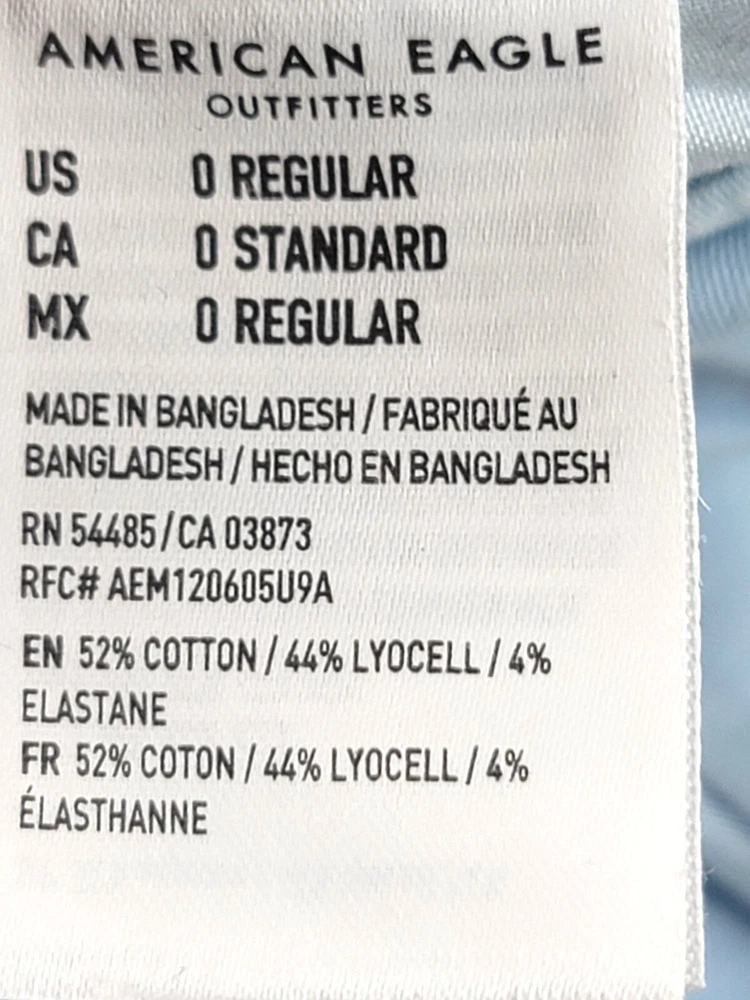 AMERICAN EAGLE
OUTFITTERS
US 0 REGULAR
CA 0 STANDARD
MX 0 REGULAR
MADE IN BANGLADESH / FABRIQUÉ AU
BANGLADESH / HECHO EN BANGLADESH
RN 54485/CA 03873
RFC# AEM120605U9A
EN 52% COTTON / 44% LYOCELL / 4%
ELASTANE
FR 52% COTON / 44% LYOCELL / 4%
ÉLASTHANNE